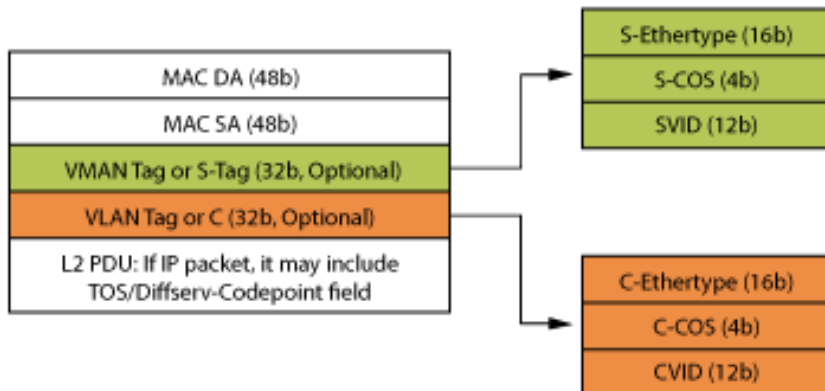 MAC DA (48b)
MAC SA (48b)
VMAN Tag or S-Tag (32b, Optional)
VLAN Tag or C (32b, Optional)
L2 PDU: If IP packet, it may include
TOS/Diffserv-Codepoint field
S-Ethertype (16b)
S-COS (4b)
SVID (12b)
C-Ethertype (16b)
C-COS (4b)
CVID (12b)